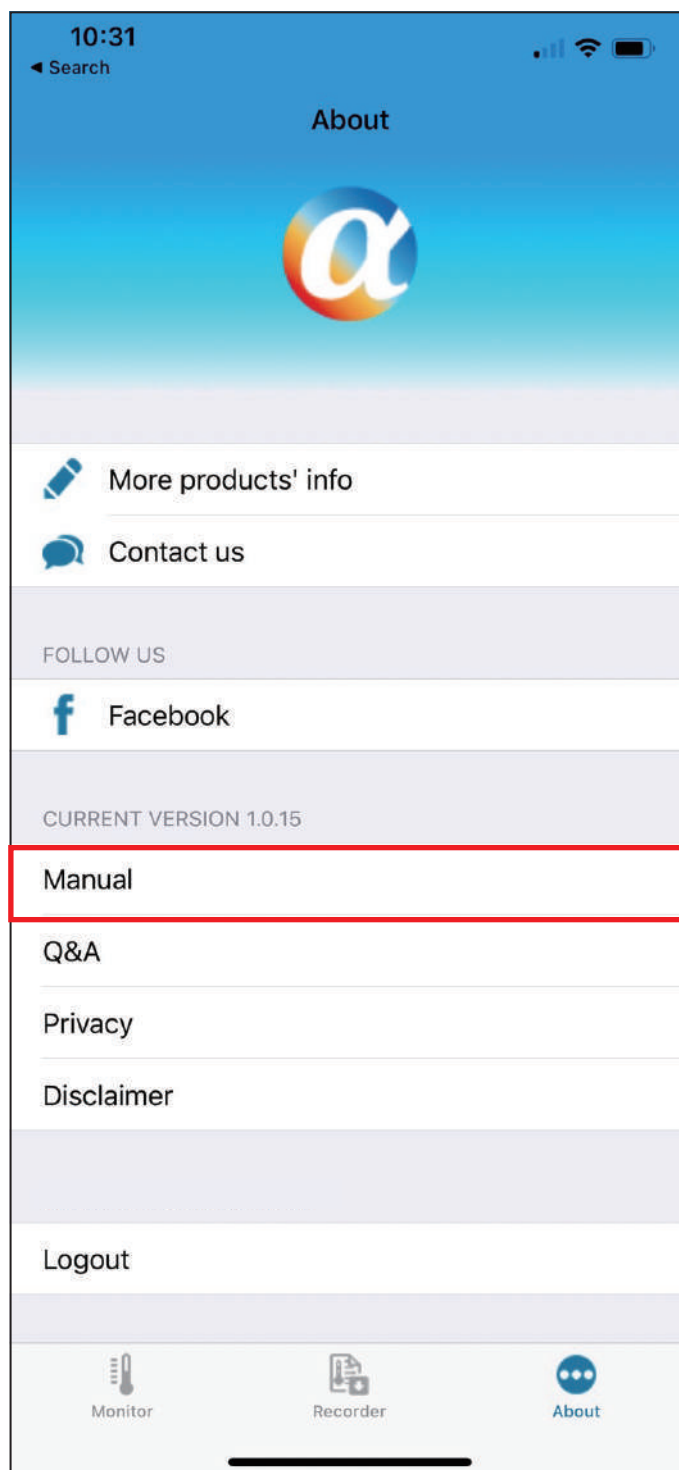 10:31
◀ Search
About
α
More products' info
Contact us
FOLLOW US
f Facebook
CURRENT VERSION 1.0.15
Manual
Q&A
Privacy
Disclaimer
Logout
Monitor
Recorder
About